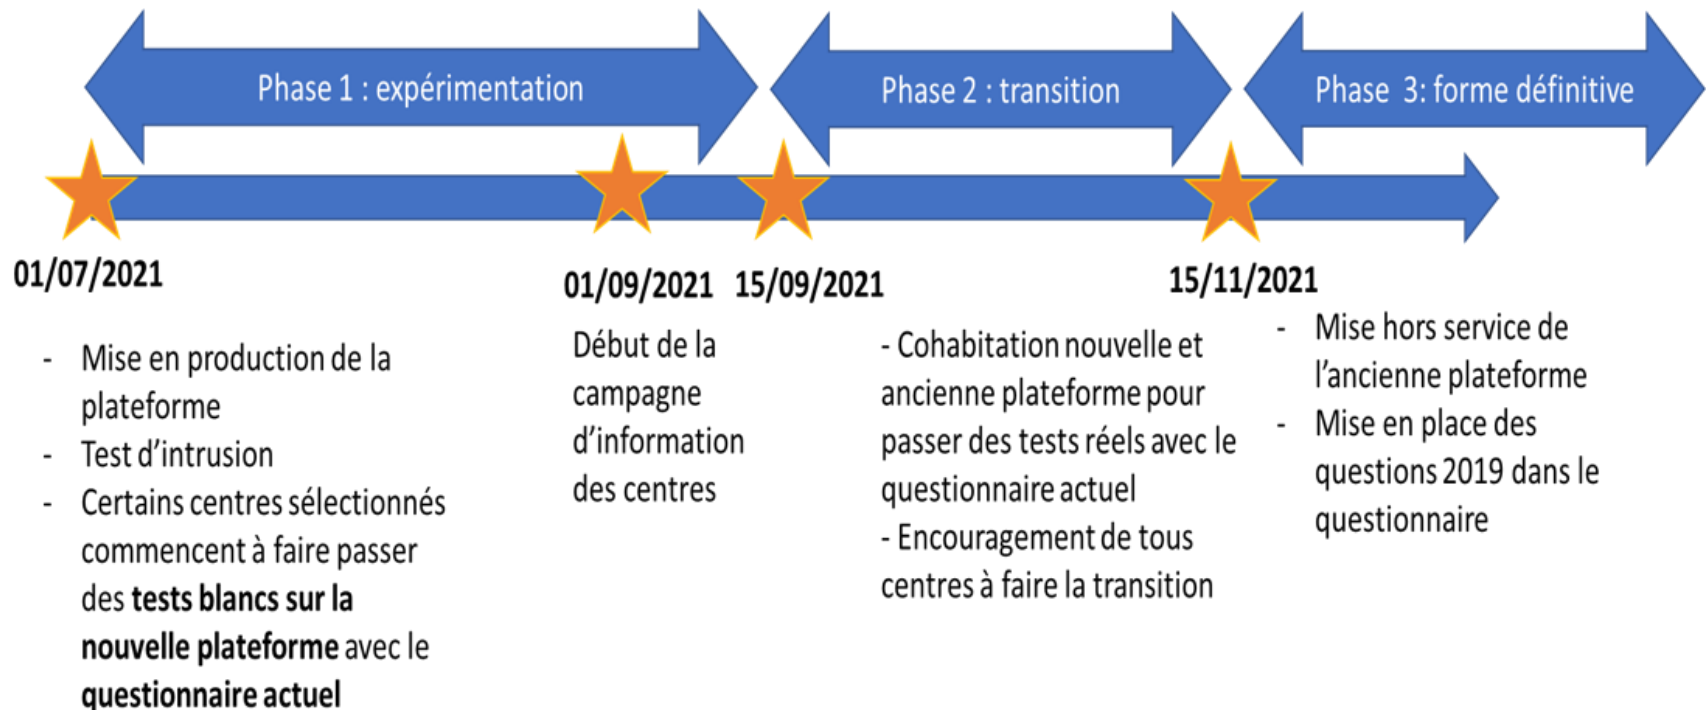 Phase 1 : expérimentation
Phase 2 : transition
Phase  3: forme définitive
01/07/2021
- Mise en production de la
plateforme
- Test d'intrusion
- Certains centres sélectionnés
commencent à faire passer
des tests blancs sur la
nouvelle plateforme avec le
questionnaire actuel
01/09/2021
Début de la
campagne
d'information
des centres
15/09/2021
- Cohabitation nouvelle et
ancienne plateforme pour
passer des tests réels avec le
questionnaire actuel
- Encouragement de tous
centres à faire la transition
15/11/2021
- Mise hors service de
l'ancienne plateforme
- Mise en place des
questions 2019 dans le
questionnaire